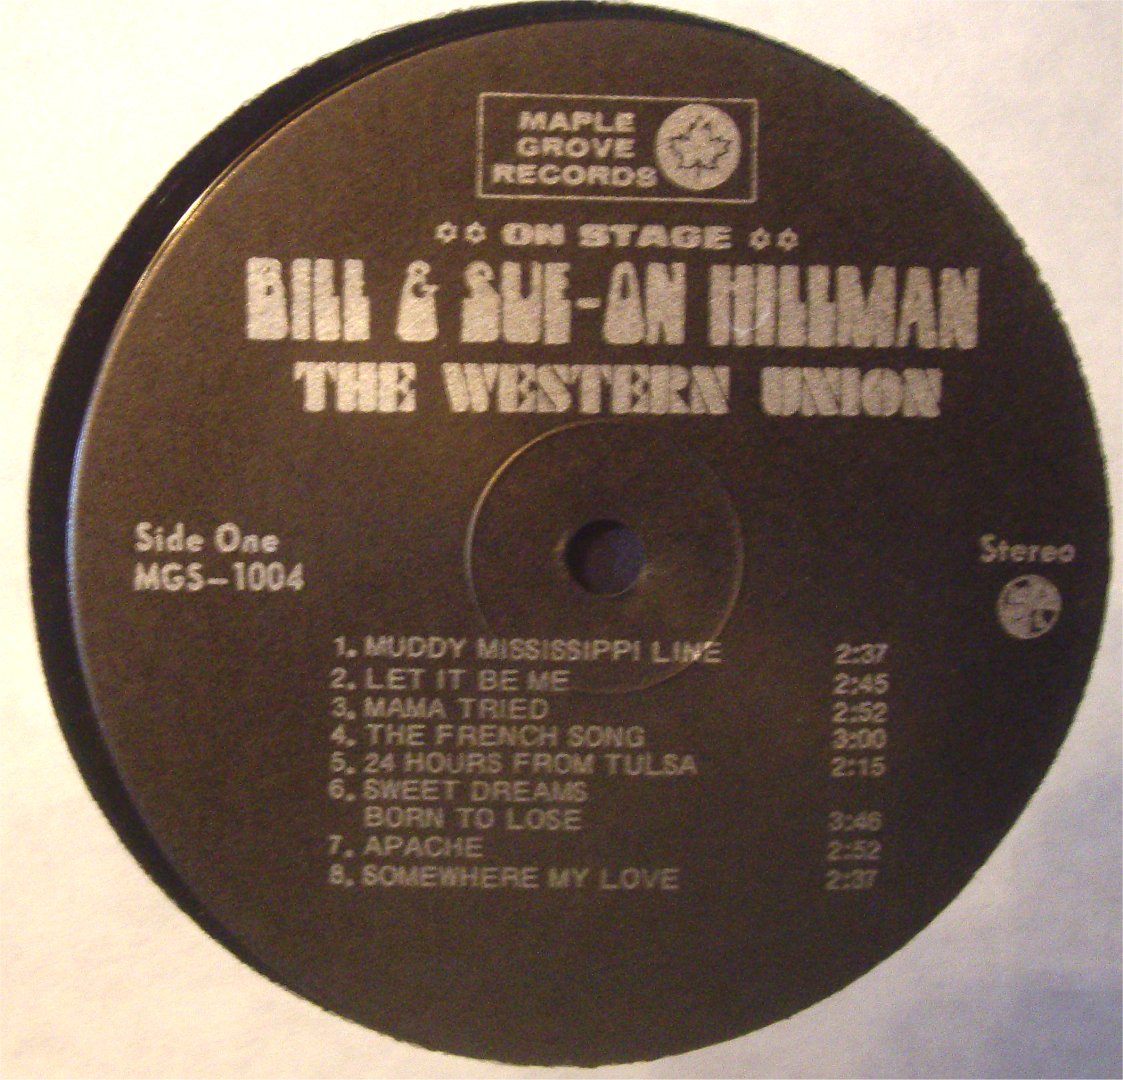 MAPLE
GROVE
RECORDS
ON STAGE
BILL & SUE-ON HILLMAN
THE WESTERN UNION
Side One
MGS-1004
Stereo
1. MUDDY MISSISSIPPI LINE 2:37
2. LET IT BE ME 2:45
3. MAMA TRIED 2:52
4. THE FRENCH SONG 3:00
5. 24 HOURS FROM TULSA 2:15
6. SWEET DREAMS
BORN TO LOSE 3:46
7. APACHE 2:52
8. SOMEWHERE MY LOVE 2:37